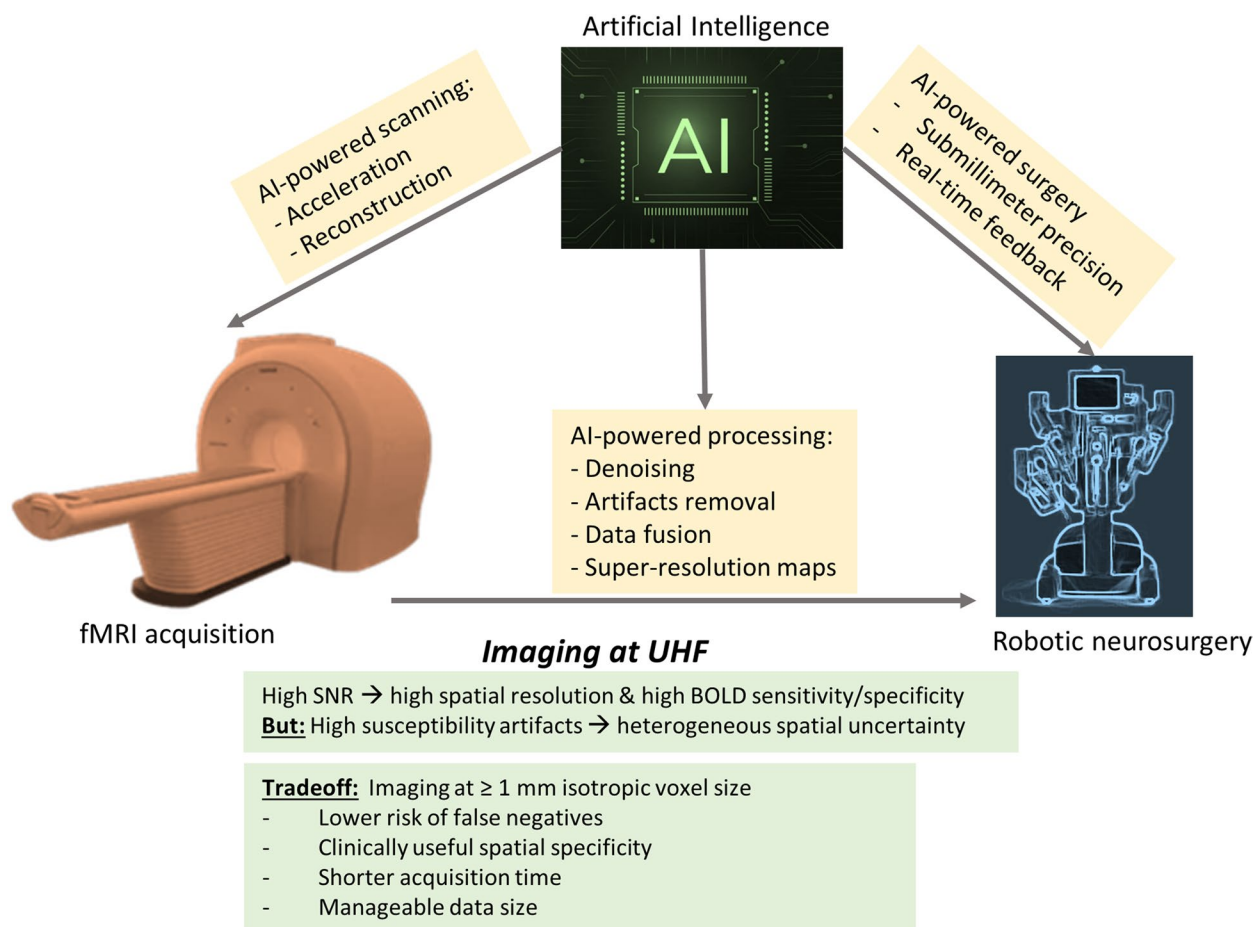 Artificial Intelligence
AI
AI-powered scanning:
- Acceleration
- Reconstruction
AI-powered surgery
- Submillimeter precision
- Real-time feedback
AI-powered processing:
- Denoising
- Artifacts removal
- Data fusion
- Super-resolution maps
fMRI acquisition
Robotic neurosurgery
Imaging at UHF
High SNR → high spatial resolution & high BOLD sensitivity/specificity
But: High susceptibility artifacts → heterogeneous spatial uncertainty
Tradeoff: Imaging at ≥ 1 mm isotropic voxel size
- Lower risk of false negatives
- Clinically useful spatial specificity
- Shorter acquisition time
- Manageable data size